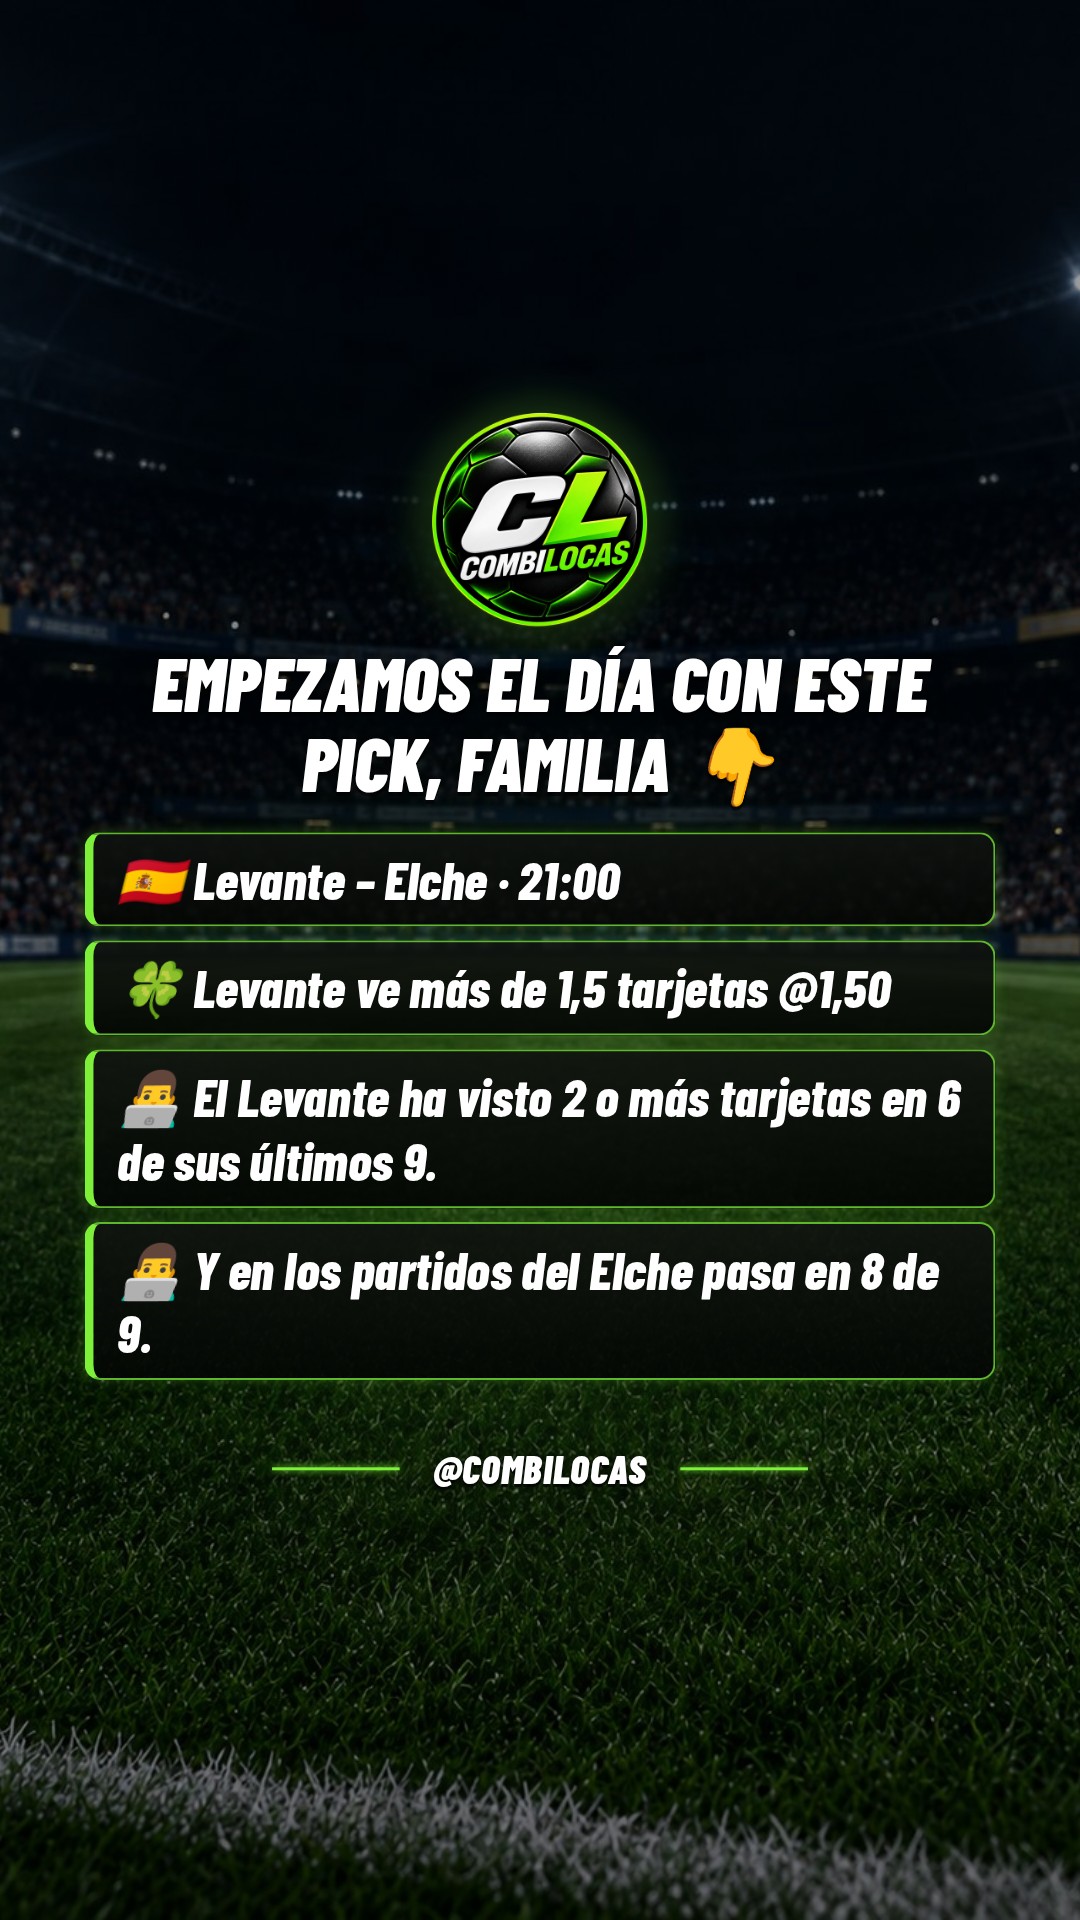 CL
COMBILOCAS
EMPEZAMOS EL DÍA CON ESTE
PICK, FAMILIA 👇
🇪🇸 Levante - Elche · 21:00
🍀 Levante ve más de 1,5 tarjetas @1,50
👨‍💻 El Levante ha visto 2 o más tarjetas en 6
de sus últimos 9.
👨‍💻 Y en los partidos del Elche pasa en 8 de
9.
@COMBILOCAS